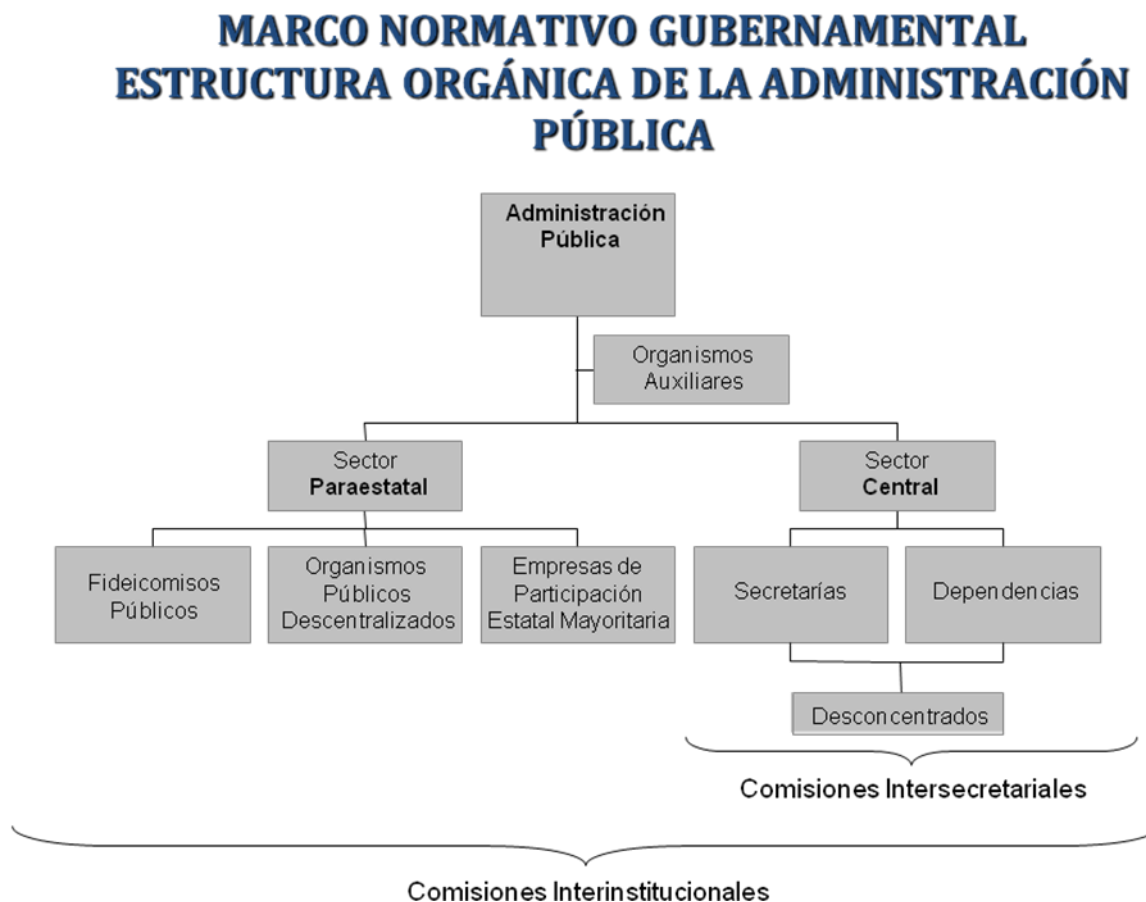 MARCO NORMATIVO GUBERNAMENTAL
ESTRUCTURA ORGÁNICA DE LA ADMINISTRACIÓN
PÚBLICA
Administración
Pública
Organismos
Auxiliares
Sector
Paraestatal
Sector
Central
Fideicomisos
Públicos
Organismos
Públicos
Descentralizados
Empresas de
Participación
Estatal Mayoritaria
Secretarías
Dependencias
Desconcentrados
Comisiones Intersecretariales
Comisiones Interinstitucionales